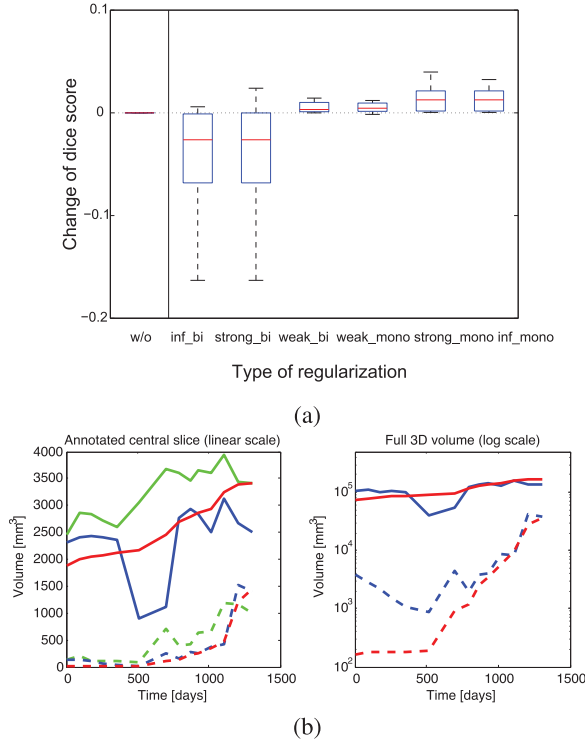 0.1
0
−0.1
−0.2
Change of dice score
w/o inf_bi strong_bi weak_bi weak_mono strong_mono inf_mono
Type of regularization
(a)
Annotated central slice (linear scale)
4000
3500
3000
2500
2000
1500
1000
500
0
Volume [mm³]
0 500 1000 1500
Time [days]
Full 3D volume (log scale)
10⁵
10⁴
10³
10²
Volume [mm³]
0 500 1000 1500
Time [days]
(b)